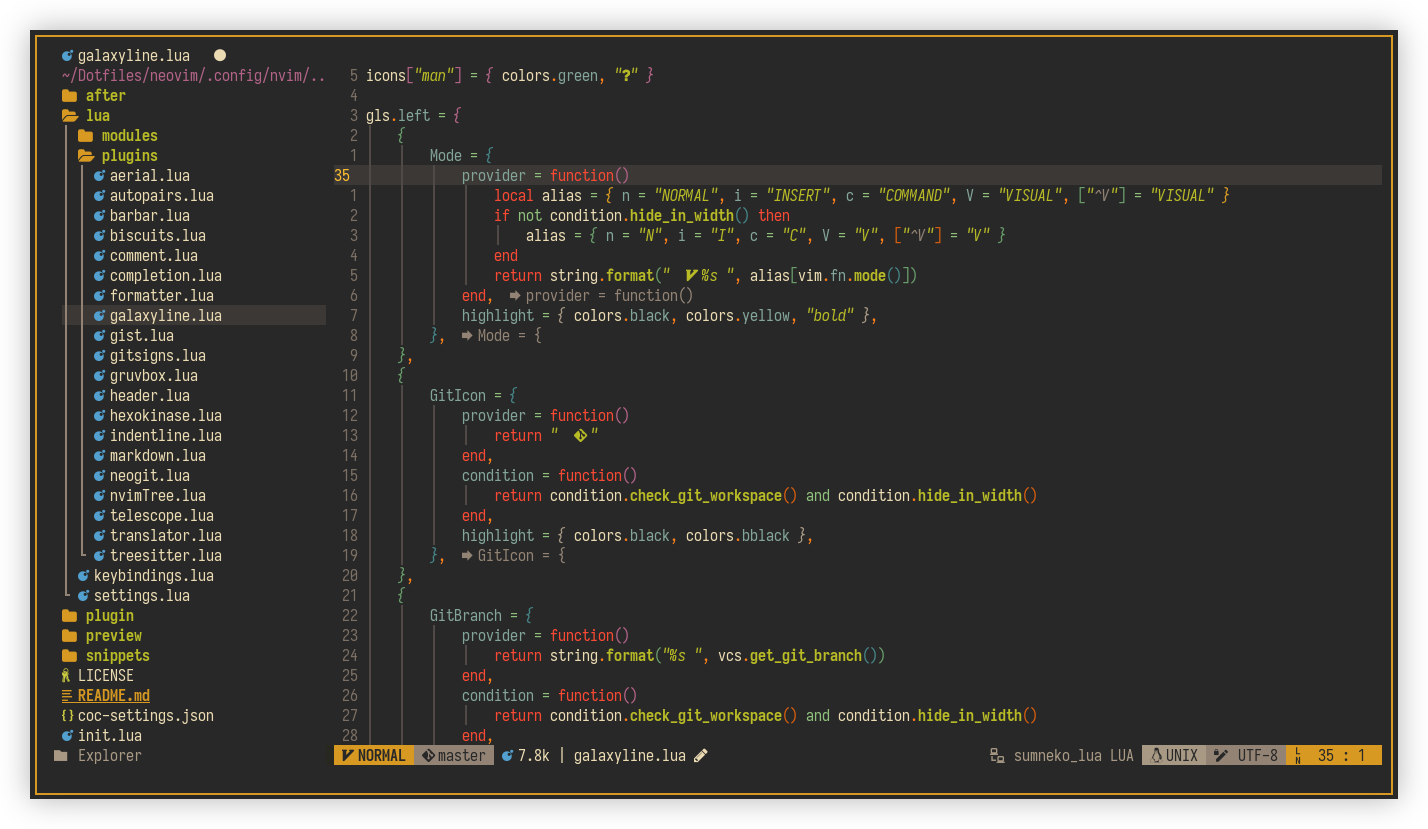 galaxyline.lua
~/Dotfiles/neovim/.config/nvim/..
after
lua
modules
plugins
aerial.lua
autopairs.lua
barbar.lua
biscuits.lua
comment.lua
completion.lua
formatter.lua
galaxyline.lua
gist.lua
gitsigns.lua
gruvbox.lua
header.lua
hexokinase.lua
indentline.lua
markdown.lua
neogit.lua
nvimTree.lua
telescope.lua
translator.lua
treesitter.lua
keybindings.lua
settings.lua
plugin
preview
snippets
LICENSE
README.md
{} coc-settings.json
init.lua
Explorer
5 icons["man"] = { colors.green, "?" }
4
3 gls.left = {
2     {
1         Mode = {
35             provider = function()
1                 local alias = { n = "NORMAL", i = "INSERT", c = "COMMAND", V = "VISUAL", ["^V"] = "VISUAL" }
2                 if not condition.hide_in_width() then
3                     alias = { n = "N", i = "I", c = "C", V = "V", ["^V"] = "V" }
4                 end
5                 return string.format("  %s ", alias[vim.fn.mode()])
6             end, ➡ provider = function()
7             highlight = { colors.black, colors.yellow, "bold" },
8         }, ➡ Mode = {
9     },
10     {
11         GitIcon = {
12             provider = function()
13                 return "  "
14             end,
15             condition = function()
16                 return condition.check_git_workspace() and condition.hide_in_width()
17             end,
18             highlight = { colors.black, colors.bblack },
19         }, ➡ GitIcon = {
20     },
21     {
22         GitBranch = {
23             provider = function()
24                 return string.format("%s ", vcs.get_git_branch())
25             end,
26             condition = function()
27                 return condition.check_git_workspace() and condition.hide_in_width()
28             end,
NORMAL master 7.8k | galaxyline.lua sumneko_lua LUA UNIX UTF-8 LN 35 : 1